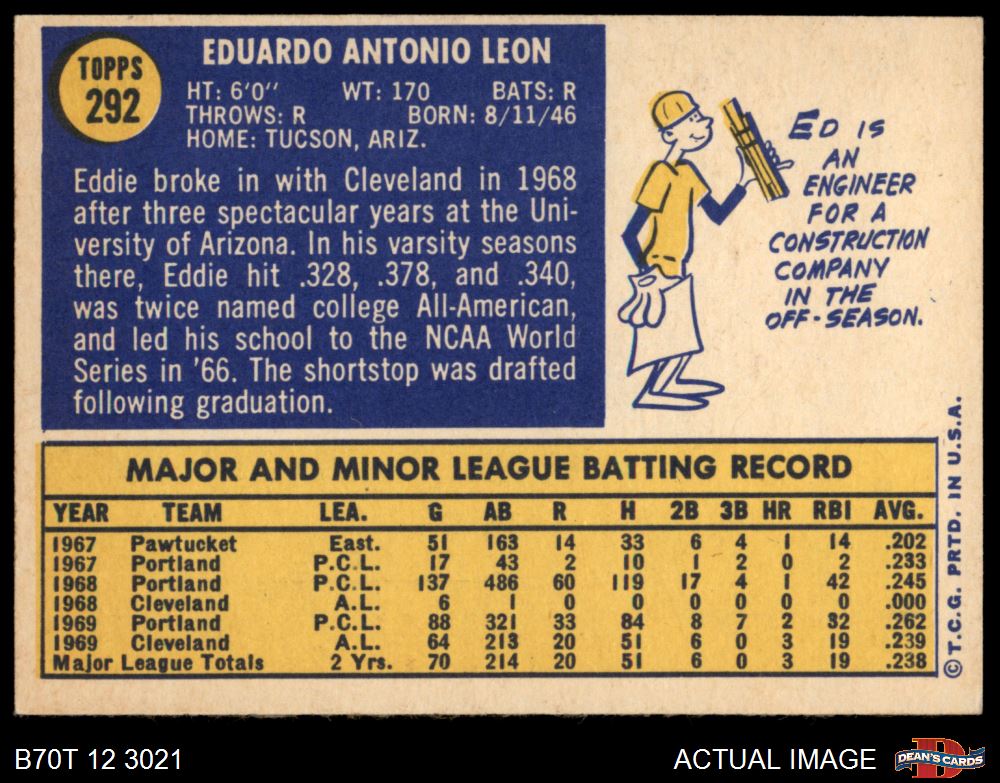 TOPPS
292
EDUARDO ANTONIO LEON
HT: 6'0" WT: 170 BATS: R
THROWS: R BORN: 8/11/46
HOME: TUCSON, ARIZ.
Eddie broke in with Cleveland in 1968
after three spectacular years at the Uni-
versity of Arizona. In his varsity seasons
there, Eddie hit .328, .378, and .340,
was twice named college All-American,
and led his school to the NCAA World
Series in '66. The shortstop was drafted
following graduation.
ED IS
AN
ENGINEER
FOR A
CONSTRUCTION
COMPANY
IN THE
OFF-SEASON.
MAJOR AND MINOR LEAGUE BATTING RECORD
YEAR TEAM LEA. G AB R H 2B 3B HR RBI AVG.
1967 Pawtucket East. 51 163 14 33 6 4 1 14 .202
1967 Portland P.C.L. 17 43 2 10 1 2 0 2 .233
1968 Portland P.C.L. 137 486 60 119 17 4 1 42 .245
1968 Cleveland A.L. 6 1 0 0 0 0 0 0 .000
1969 Portland P.C.L. 88 321 33 84 8 7 2 32 .262
1969 Cleveland A.L. 64 213 20 51 6 0 3 19 .239
Major League Totals 2 Yrs. 70 214 20 51 6 0 3 19 .238
© T.C.G. PRTD. IN U.S.A.
B70T 12 3021
ACTUAL IMAGE
D
DEAN'S CARDS